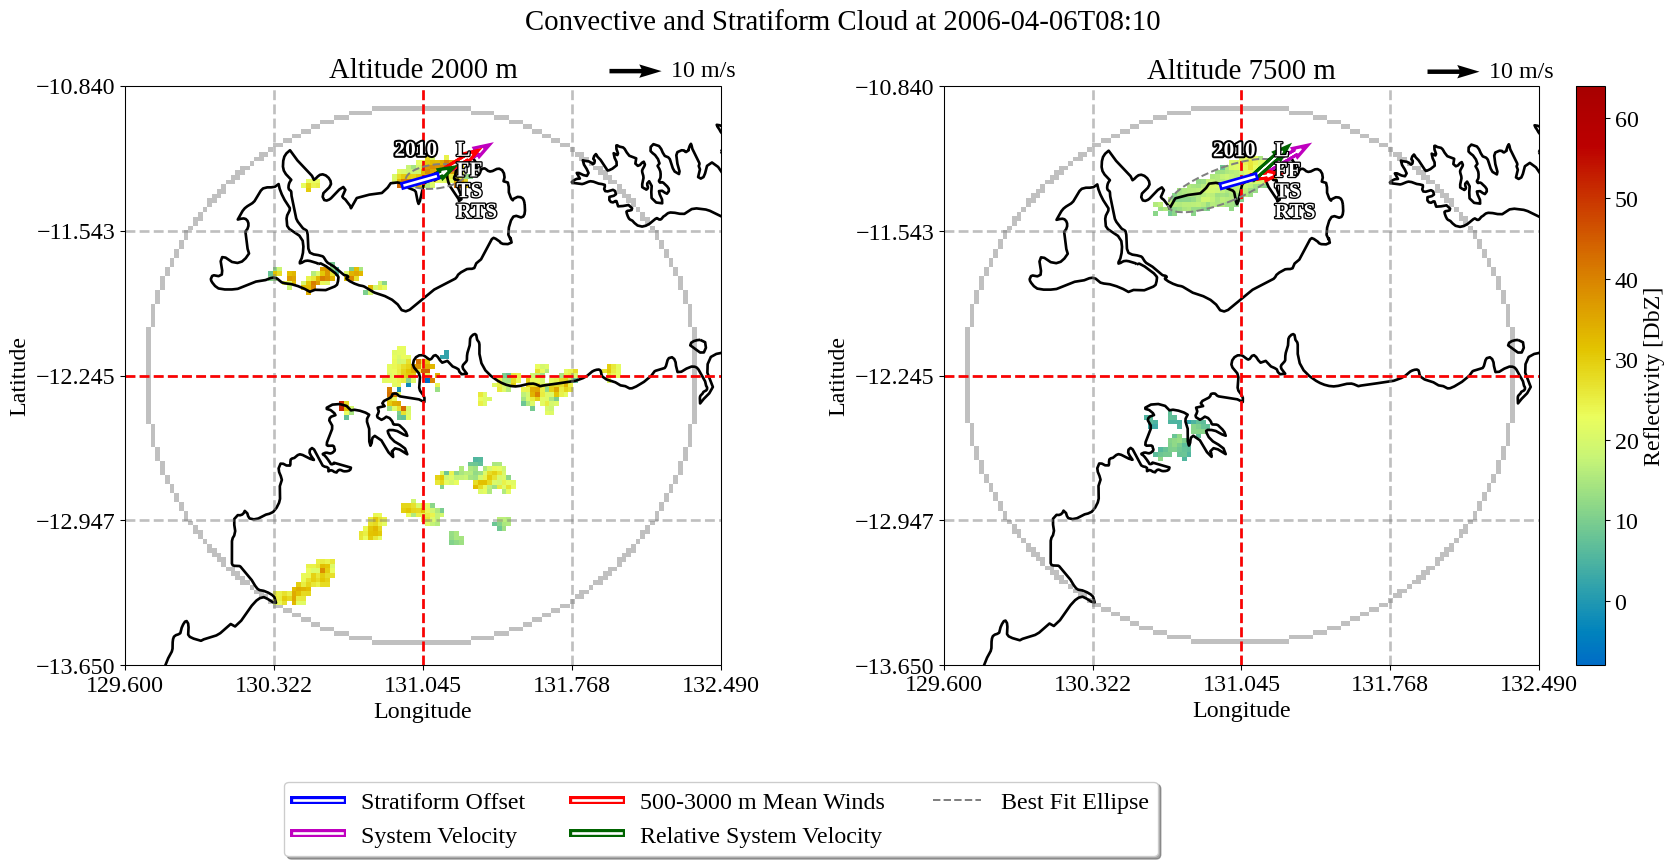 Convective and Stratiform Cloud at 2006-04-06T08:10
Altitude 2000 m
10 m/s
−10.840
−11.543
−12.245
−12.947
−13.650
Latitude
129.600 130.322 131.045 131.768 132.490
Longitude
2010
L
FF
TS
RTS
Altitude 7500 m
10 m/s
−10.840
−11.543
−12.245
−12.947
−13.650
Latitude
129.600 130.322 131.045 131.768 132.490
Longitude
2010
L
FF
TS
RTS
60
50
40
30
20
10
0
Reflectivity [DbZ]
Stratiform Offset
System Velocity
500-3000 m Mean Winds
Relative System Velocity
Best Fit Ellipse